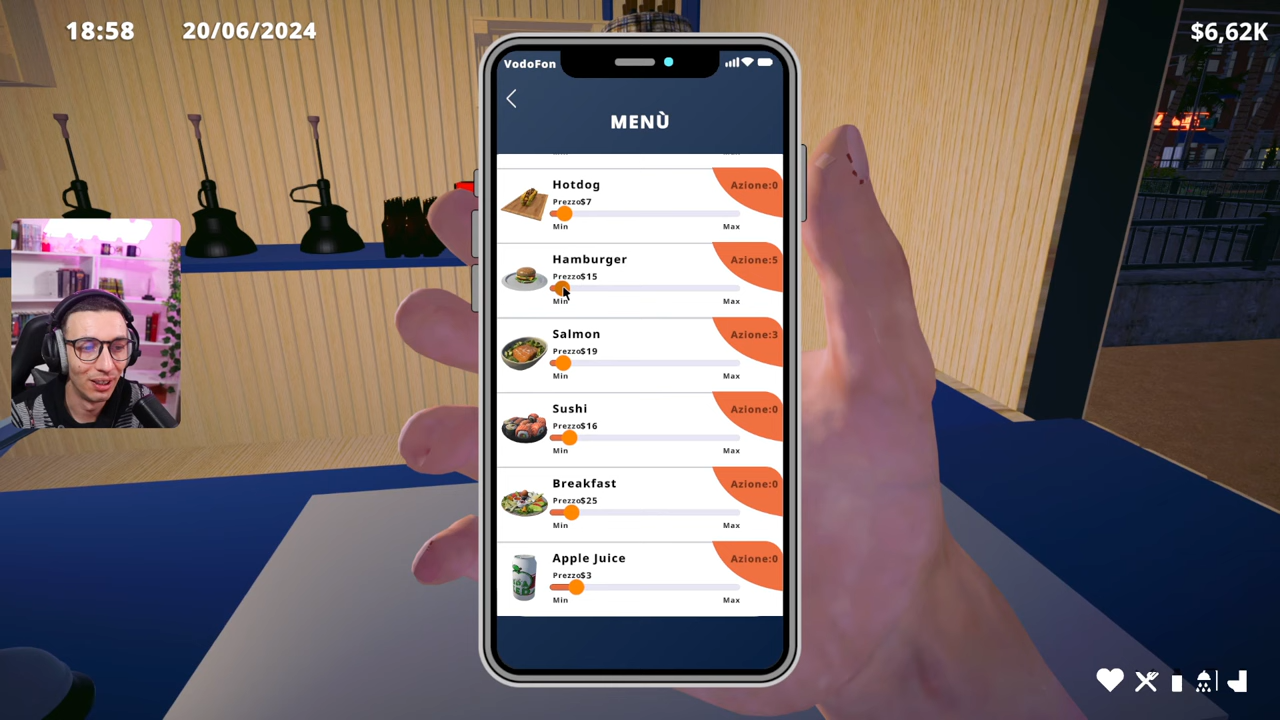 18:58
20/06/2024
$6,62K
VodoFon
MENÙ
Hotdog
Azione:0
Prezzo$7
Min
Max
Hamburger
Azione:5
Prezzo$15
Min
Max
Salmon
Azione:3
Prezzo$19
Min
Max
Sushi
Azione:0
Prezzo$16
Min
Max
Breakfast
Azione:0
Prezzo$25
Min
Max
Apple Juice
Azione:0
Prezzo$3
Min
Max